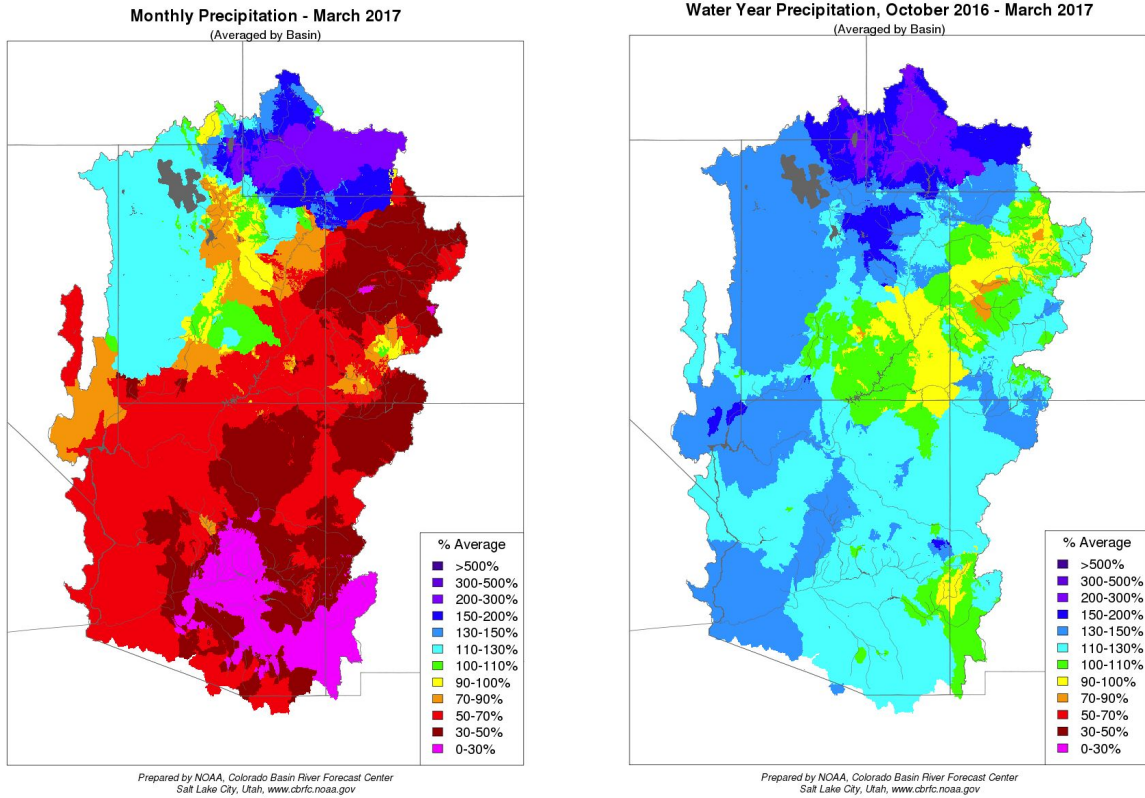 Monthly Precipitation - March 2017
(Averaged by Basin)
% Average
>500%
300-500%
200-300%
150-200%
130-150%
110-130%
100-110%
90-100%
70-90%
50-70%
30-50%
0-30%
Prepared by NOAA, Colorado Basin River Forecast Center
Salt Lake City, Utah, www.cbrfc.noaa.gov
Water Year Precipitation, October 2016 - March 2017
(Averaged by Basin)
% Average
>500%
300-500%
200-300%
150-200%
130-150%
110-130%
100-110%
90-100%
70-90%
50-70%
30-50%
0-30%
Prepared by NOAA, Colorado Basin River Forecast Center
Salt Lake City, Utah, www.cbrfc.noaa.gov